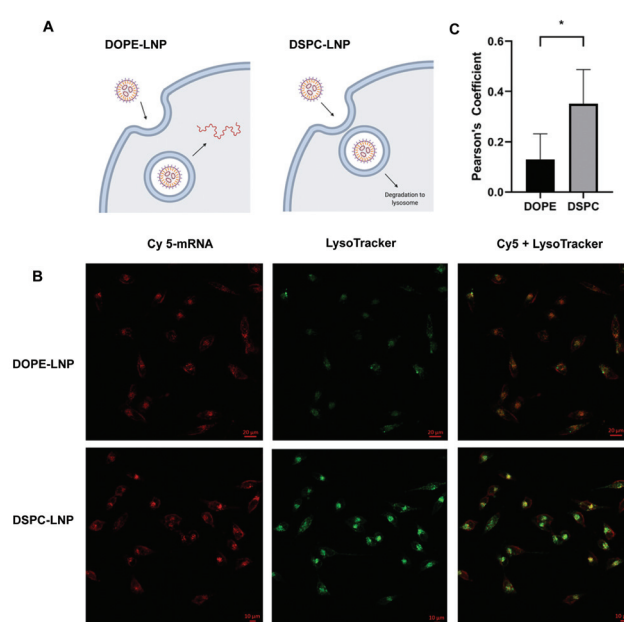 A
DOPE-LNP
DSPC-LNP
Degradation to
lysosome
C
*
Pearson's Coefficient
0.6
0.4
0.2
0.0
DOPE
DSPC
Cy 5-mRNA
LysoTracker
Cy5 + LysoTracker
B
DOPE-LNP
20 μm
20 μm
20 μm
DSPC-LNP
10 μm
10 μm